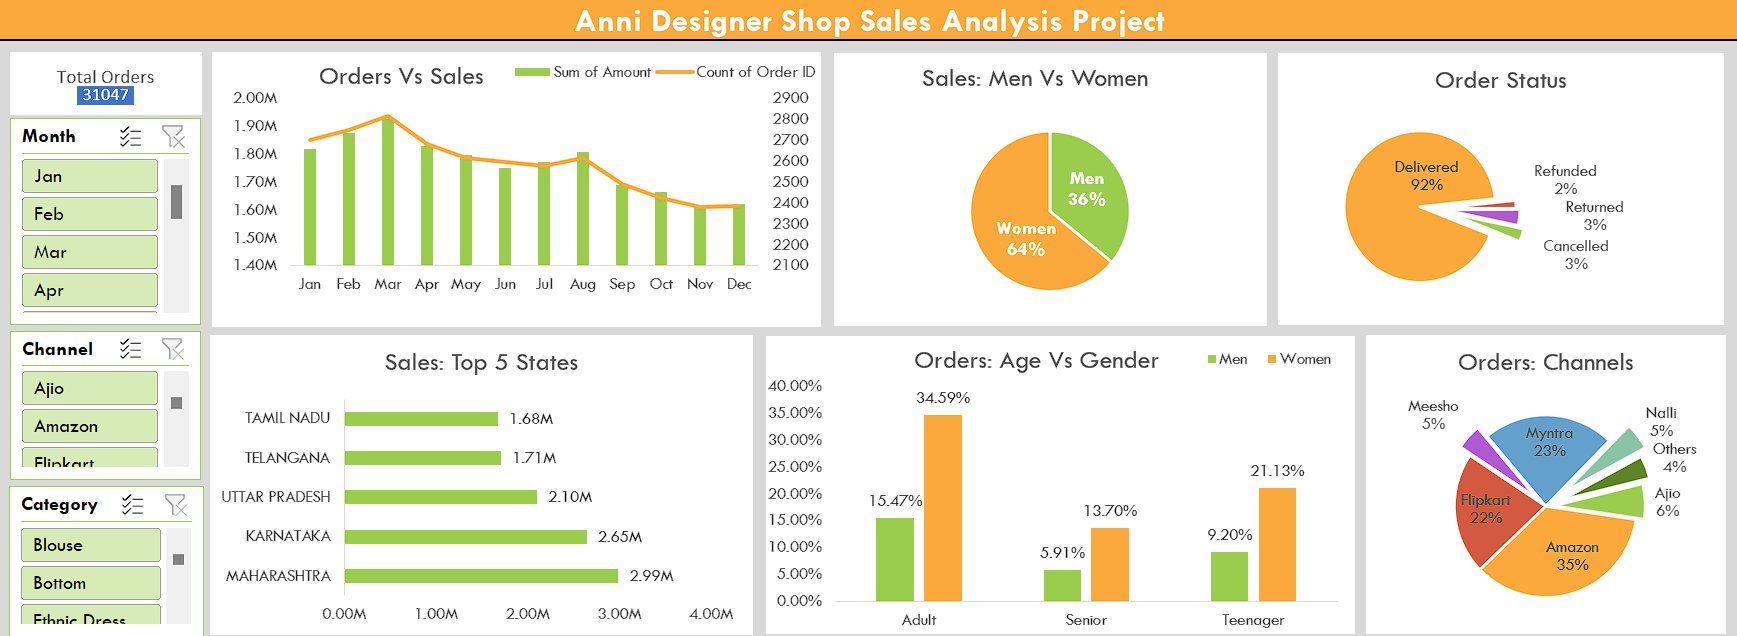 Anni Designer Shop Sales Analysis Project
Total Orders
31047
Month
Jan
Feb
Mar
Apr
Channel
Ajio
Amazon
Flipkart
Category
Blouse
Bottom
Ethnic Dress
Orders Vs Sales
Sum of Amount
Count of Order ID
2.00M
1.90M
1.80M
1.70M
1.60M
1.50M
1.40M
2900
2800
2700
2600
2500
2400
2300
2200
2100
Jan Feb Mar Apr May Jun Jul Aug Sep Oct Nov Dec
Sales: Men Vs Women
Men
36%
Women
64%
Order Status
Delivered
92%
Refunded
2%
Returned
3%
Cancelled
3%
Sales: Top 5 States
TAMIL NADU 1.68M
TELANGANA 1.71M
UTTAR PRADESH 2.10M
KARNATAKA 2.65M
MAHARASHTRA 2.99M
0.00M 1.00M 2.00M 3.00M 4.00M
Orders: Age Vs Gender
Men
Women
40.00%
35.00%
30.00%
25.00%
20.00%
15.00%
10.00%
5.00%
0.00%
15.47%
34.59%
5.91%
13.70%
9.20%
21.13%
Adult Senior Teenager
Orders: Channels
Meesho
5%
Myntra
23%
Nalli
5%
Others
4%
Ajio
6%
Flipkart
22%
Amazon
35%